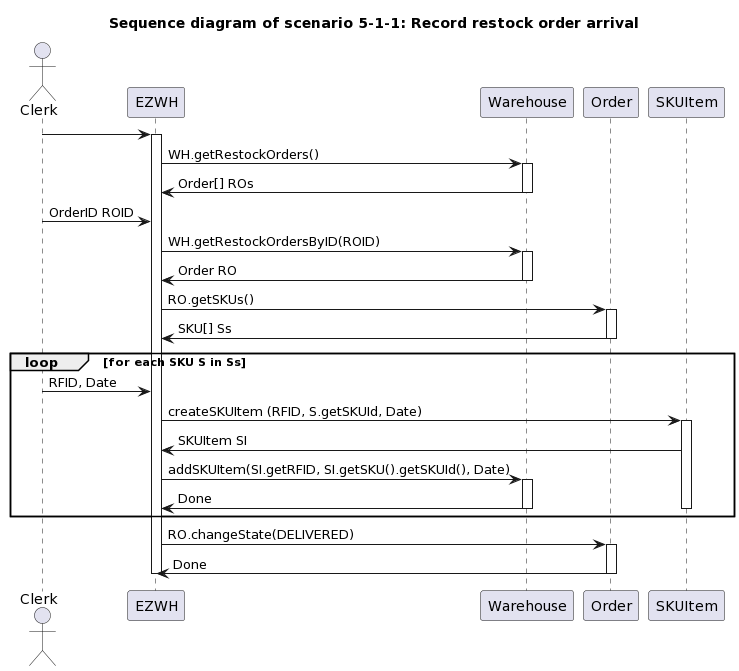 Sequence diagram of scenario 5-1-1: Record restock order arrival
Clerk
EZWH
Warehouse
Order
SKUItem
WH.getRestockOrders()
Order[] ROs
OrderID ROID
WH.getRestockOrdersByID(ROID)
Order RO
RO.getSKUs()
SKU[] Ss
loop
[for each SKU S in Ss]
RFID, Date
createSKUItem (RFID, S.getSKUId, Date)
SKUItem SI
addSKUItem(SI.getRFID, SI.getSKU().getSKUId(), Date)
Done
RO.changeState(DELIVERED)
Done
Clerk
EZWH
Warehouse
Order
SKUItem